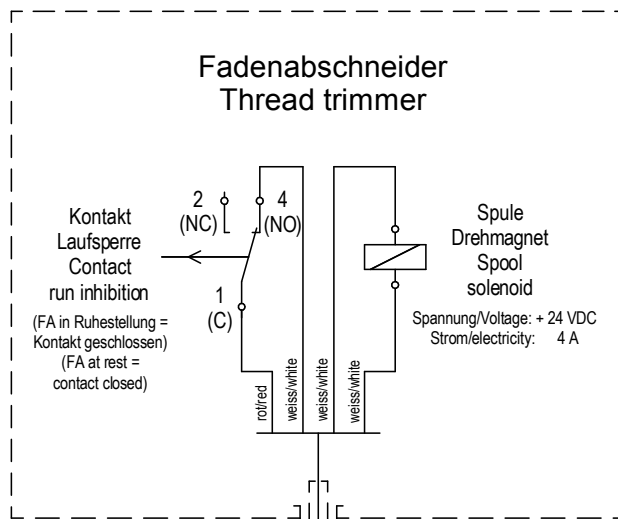 Fadenabschneider
Thread trimmer
Kontakt
Laufsperre
Contact
run inhibition
(FA in Ruhestellung =
Kontakt geschlossen)
(FA at rest =
contact closed)
2
(NC)
4
(NO)
1
(C)
rot/red
weiss/white
weiss/white
weiss/white
Spule
Drehmagnet
Spool
solenoid
Spannung/Voltage: + 24 VDC
Strom/electricity: 4 A